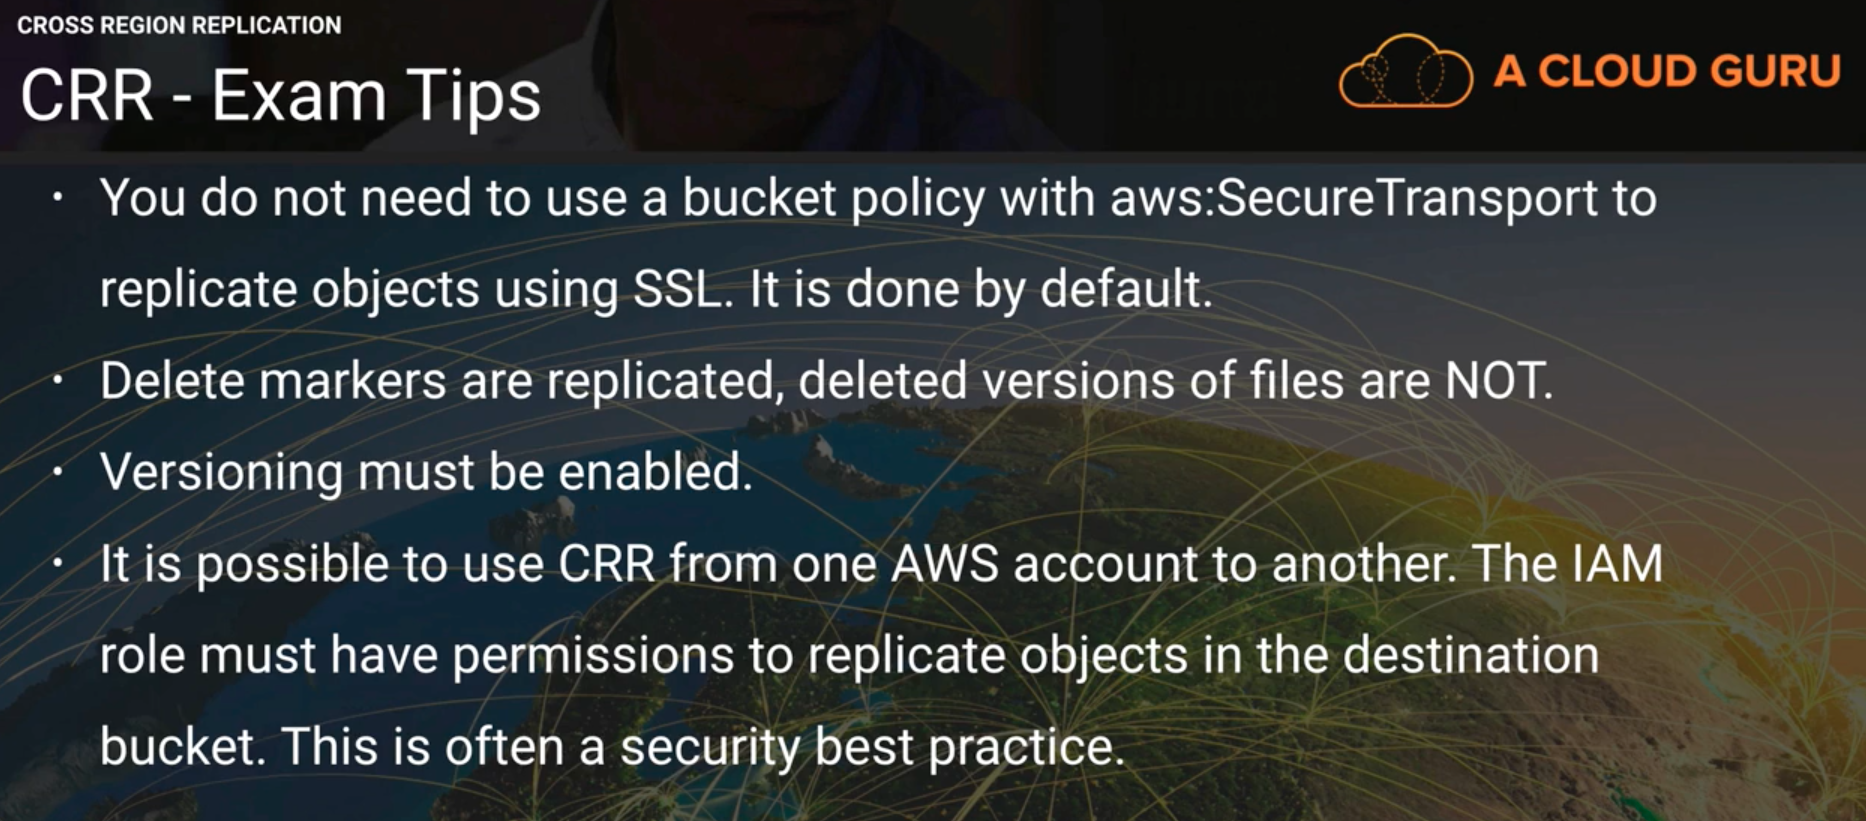 CROSS REGION REPLICATION
CRR - Exam Tips
A CLOUD GURU
• You do not need to use a bucket policy with aws:SecureTransport to
replicate objects using SSL. It is done by default.
• Delete markers are replicated, deleted versions of files are NOT.
• Versioning must be enabled.
• It is possible to use CRR from one AWS account to another. The IAM
role must have permissions to replicate objects in the destination
bucket. This is often a security best practice.